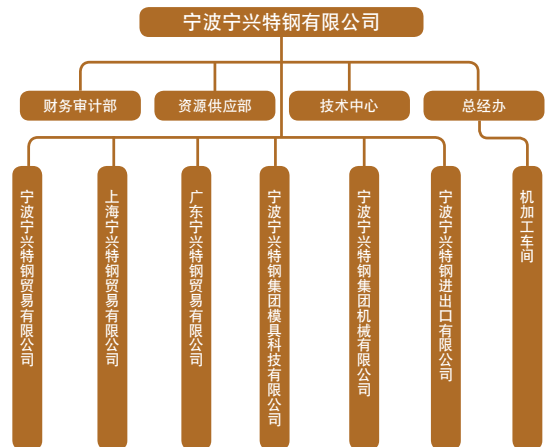 宁波宁兴特钢有限公司
财务审计部
资源供应部
技术中心
总经办
宁波宁兴特钢贸易有限公司
上海宁兴特钢贸易有限公司
广东宁兴特钢贸易有限公司
宁波宁兴特钢集团模具科技有限公司
宁波宁兴特钢集团机械有限公司
宁波宁兴特钢进出口有限公司
机加工车间